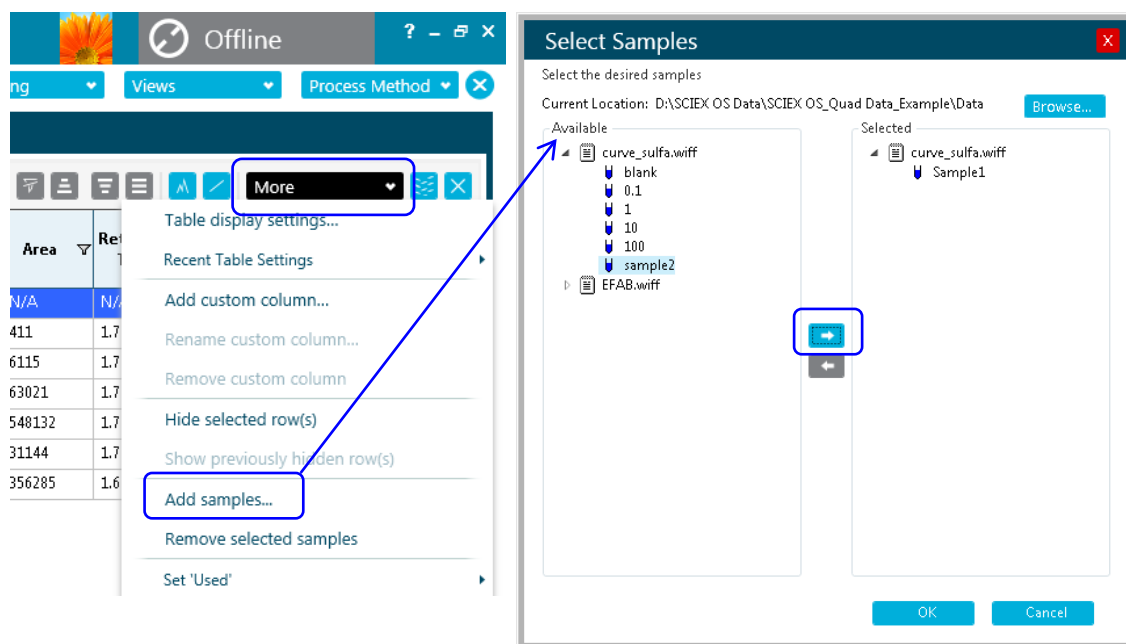 Offline
? – X
ng
Views
Process Method
More
Area
Ret
N/A
N/
411
1.7
6115
1.7
63021
1.7
548132
1.7
31144
1.7
356285
1.6
Table display settings...
Recent Table Settings
Add custom column...
Rename custom column...
Remove custom column
Hide selected row(s)
Show previously hidden row(s)
Add samples...
Remove selected samples
Set 'Used'
Select Samples
X
Select the desired samples
Current Location: D:\SCIEX OS Data\SCIEX OS_Quad Data_Example\Data
Browse...
Available
curve_sulfa.wiff
blank
0.1
1
10
100
sample2
EFAB.wiff
Selected
curve_sulfa.wiff
Sample1
OK
Cancel